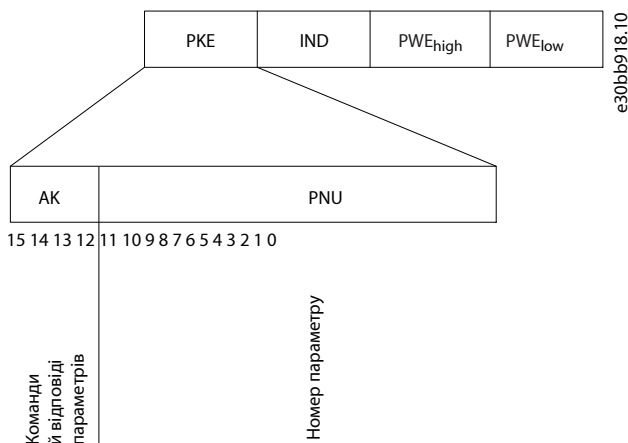 PKE IND PWEhigh PWElow
e30bb918.10
AK PNU
15 14 13 12 11 10 9 8 7 6 5 4 3 2 1 0
Команди
й відповіді
параметрів
Номер параметру